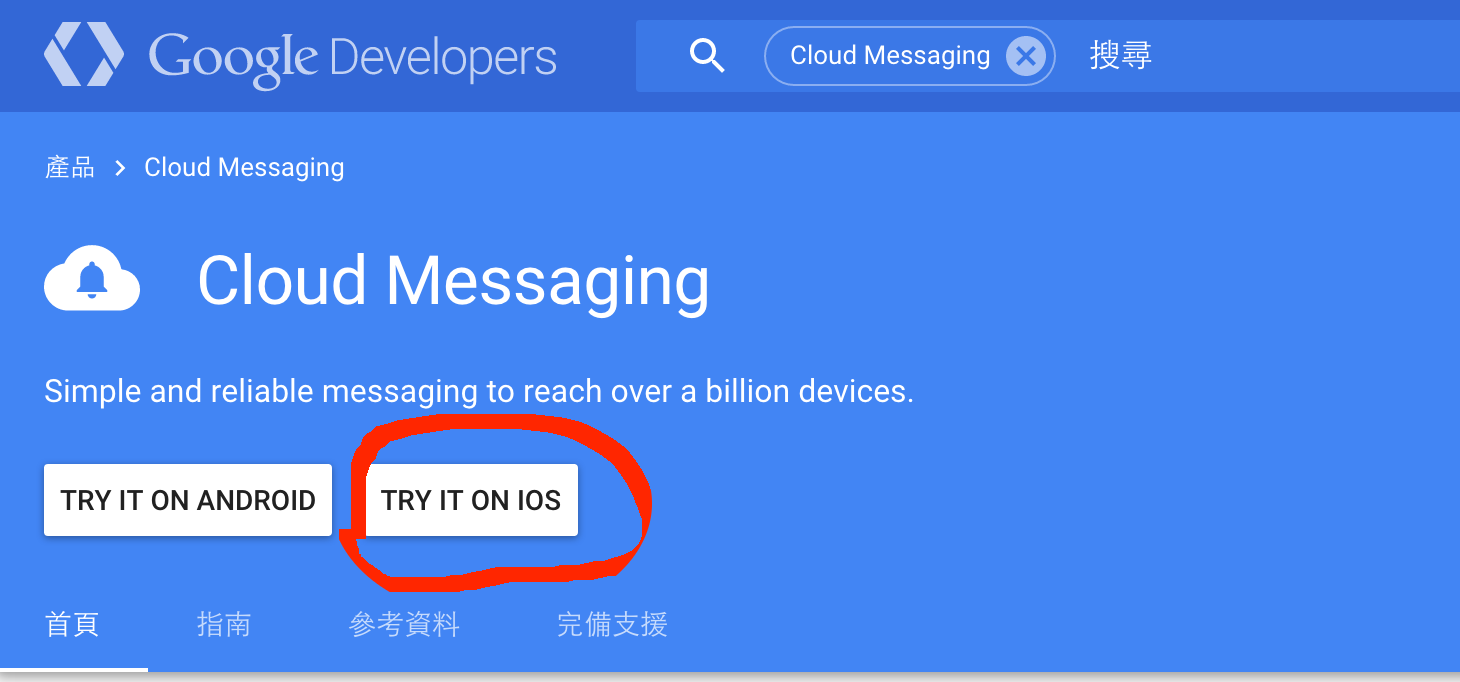 Google Developers
Cloud Messaging 搜尋
產品 > Cloud Messaging
Cloud Messaging
Simple and reliable messaging to reach over a billion devices.
TRY IT ON ANDROID TRY IT ON IOS
首頁 指南 參考資料 完備支援